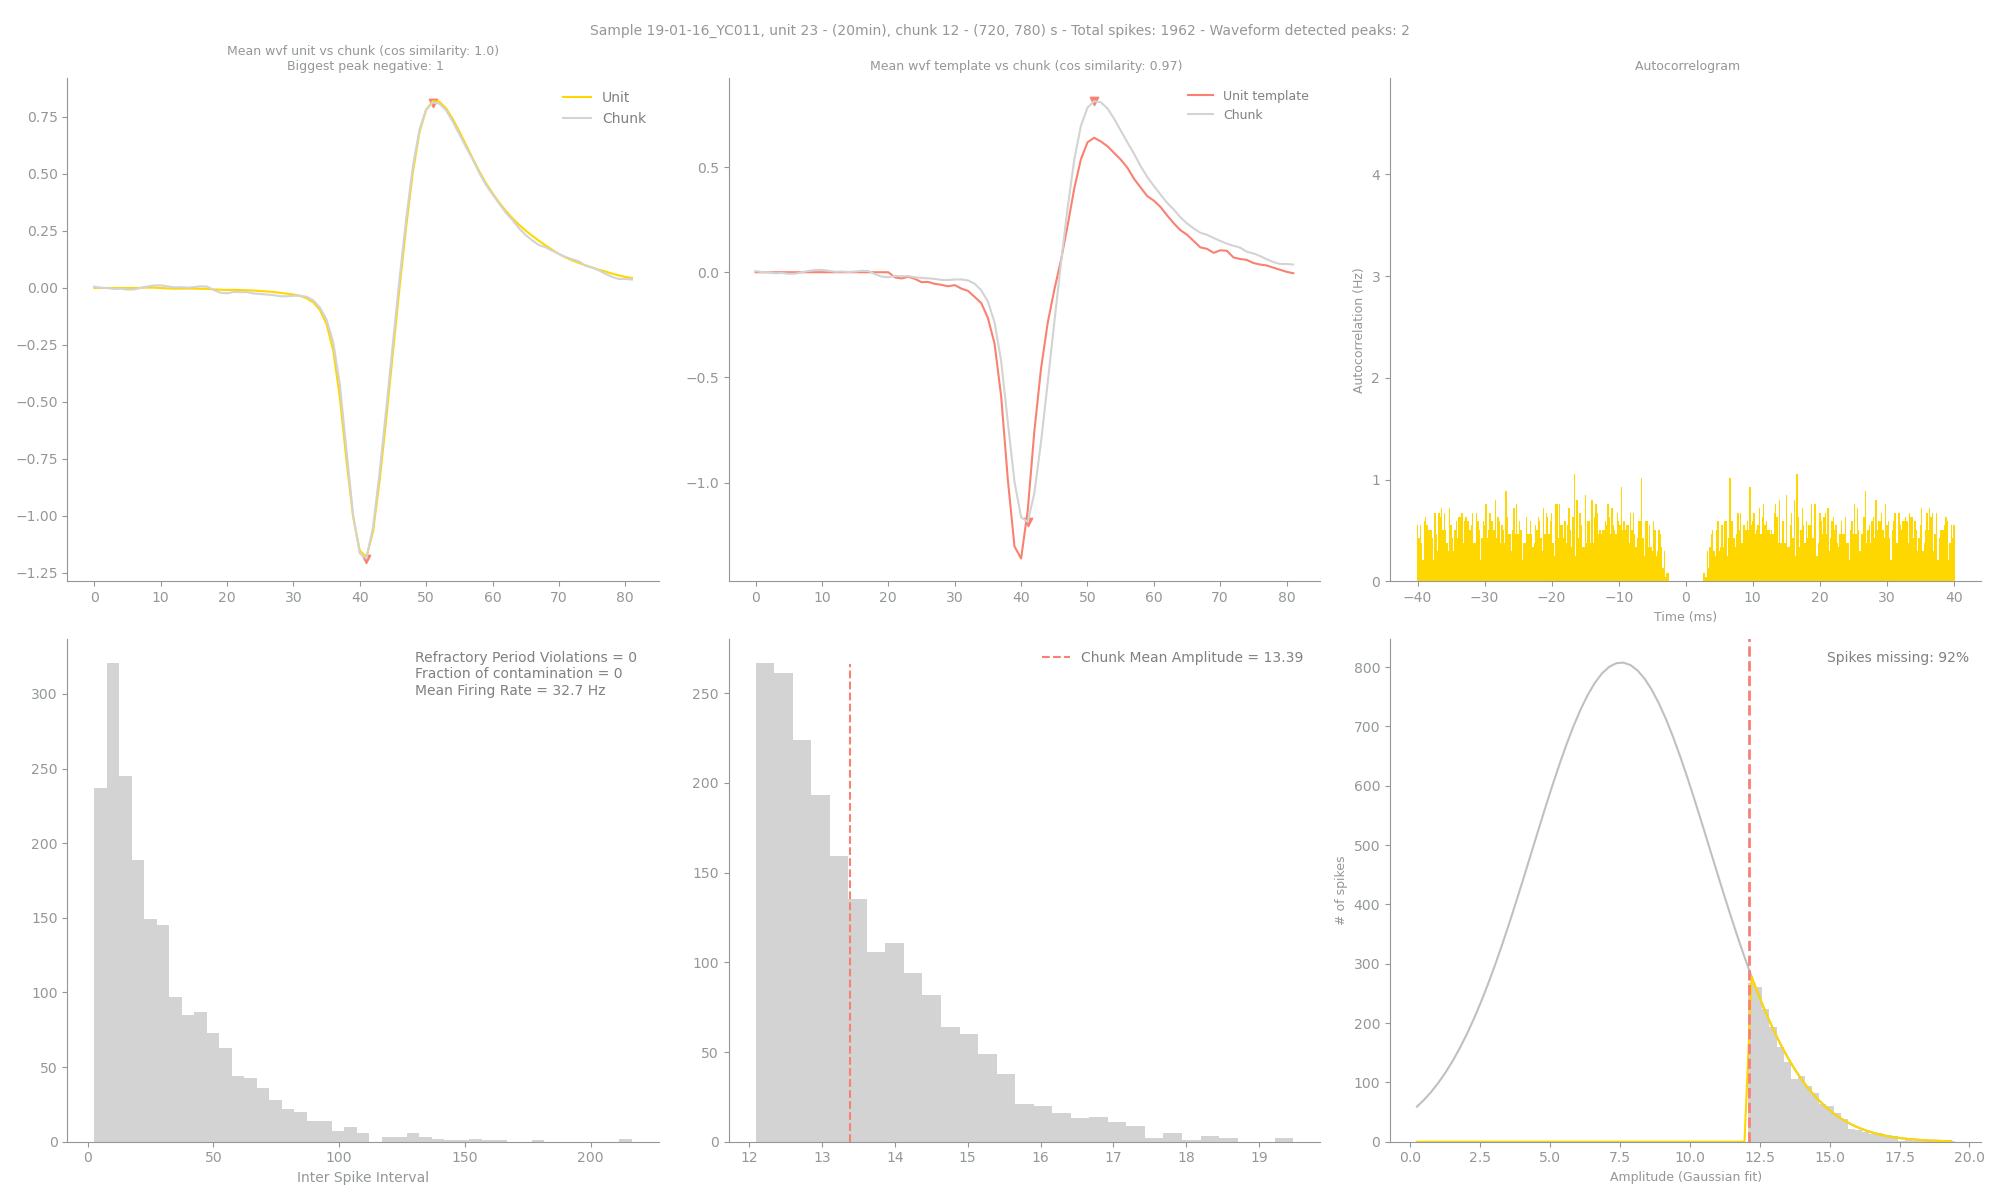 Sample 19-01-16_YC011, unit 23 - (20min), chunk 12 - (720, 780) s - Total spikes: 1962 - Waveform detected peaks: 2
Mean wvf unit vs chunk (cos similarity: 1.0)
Biggest peak negative: 1
Unit
Chunk
0.75
0.50
0.25
0.00
−0.25
−0.50
−0.75
−1.00
−1.25
0 10 20 30 40 50 60 70 80
Mean wvf template vs chunk (cos similarity: 0.97)
Unit template
Chunk
0.5
0.0
−0.5
−1.0
0 10 20 30 40 50 60 70 80
Autocorrelogram
Autocorrelation (Hz)
4
3
2
1
0
−40 −30 −20 −10 0 10 20 30 40
Time (ms)
Refractory Period Violations = 0
Fraction of contamination = 0
Mean Firing Rate = 32.7 Hz
300
250
200
150
100
50
0
0 50 100 150 200
Inter Spike Interval
Chunk Mean Amplitude = 13.39
250
200
150
100
50
0
12 13 14 15 16 17 18 19
Spikes missing: 92%
# of spikes
800
700
600
500
400
300
200
100
0
0.0 2.5 5.0 7.5 10.0 12.5 15.0 17.5 20.0
Amplitude (Gaussian fit)